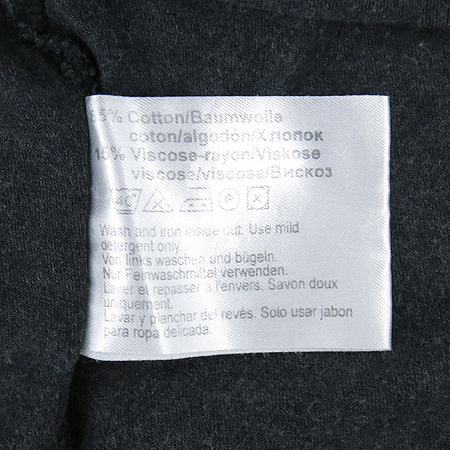 85% Cotton/Baumwolle
coton/algodon/Хлопок
15% Viscose-rayon/Viskose
viscose/viscosa/Вискоз
40
Wash and iron inside out. Use mild
detergent only.
Von links waschen und bügeln.
Nur Feinwaschmittel verwenden.
Laver et repasser à l'envers. Savon doux
uniquement.
Lavar y planchar del revés. Solo usar jabon
para ropa delicada.